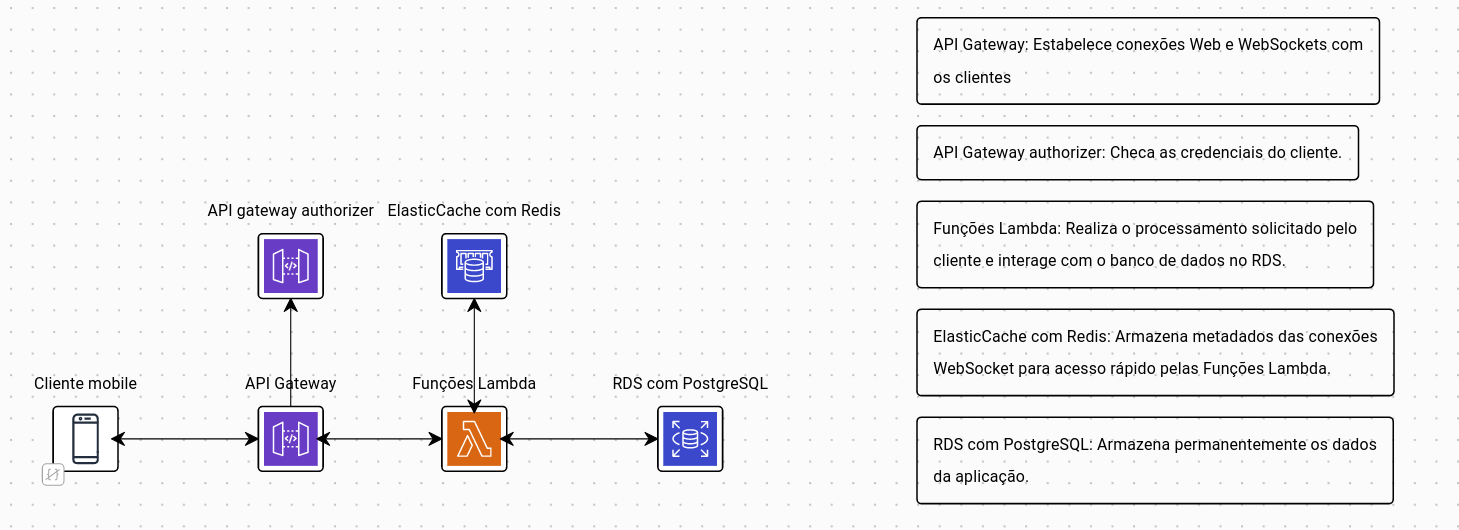 API gateway authorizer
ElasticCache com Redis
Cliente mobile
API Gateway
Funções Lambda
RDS com PostgreSQL
API Gateway: Estabelece conexões Web e WebSockets com
os clientes
API Gateway authorizer: Checa as credenciais do cliente.
Funções Lambda: Realiza o processamento solicitado pelo
cliente e interage com o banco de dados no RDS.
ElasticCache com Redis: Armazena metadados das conexões
WebSocket para acesso rápido pelas Funções Lambda.
RDS com PostgreSQL: Armazena permanentemente os dados
da aplicação.